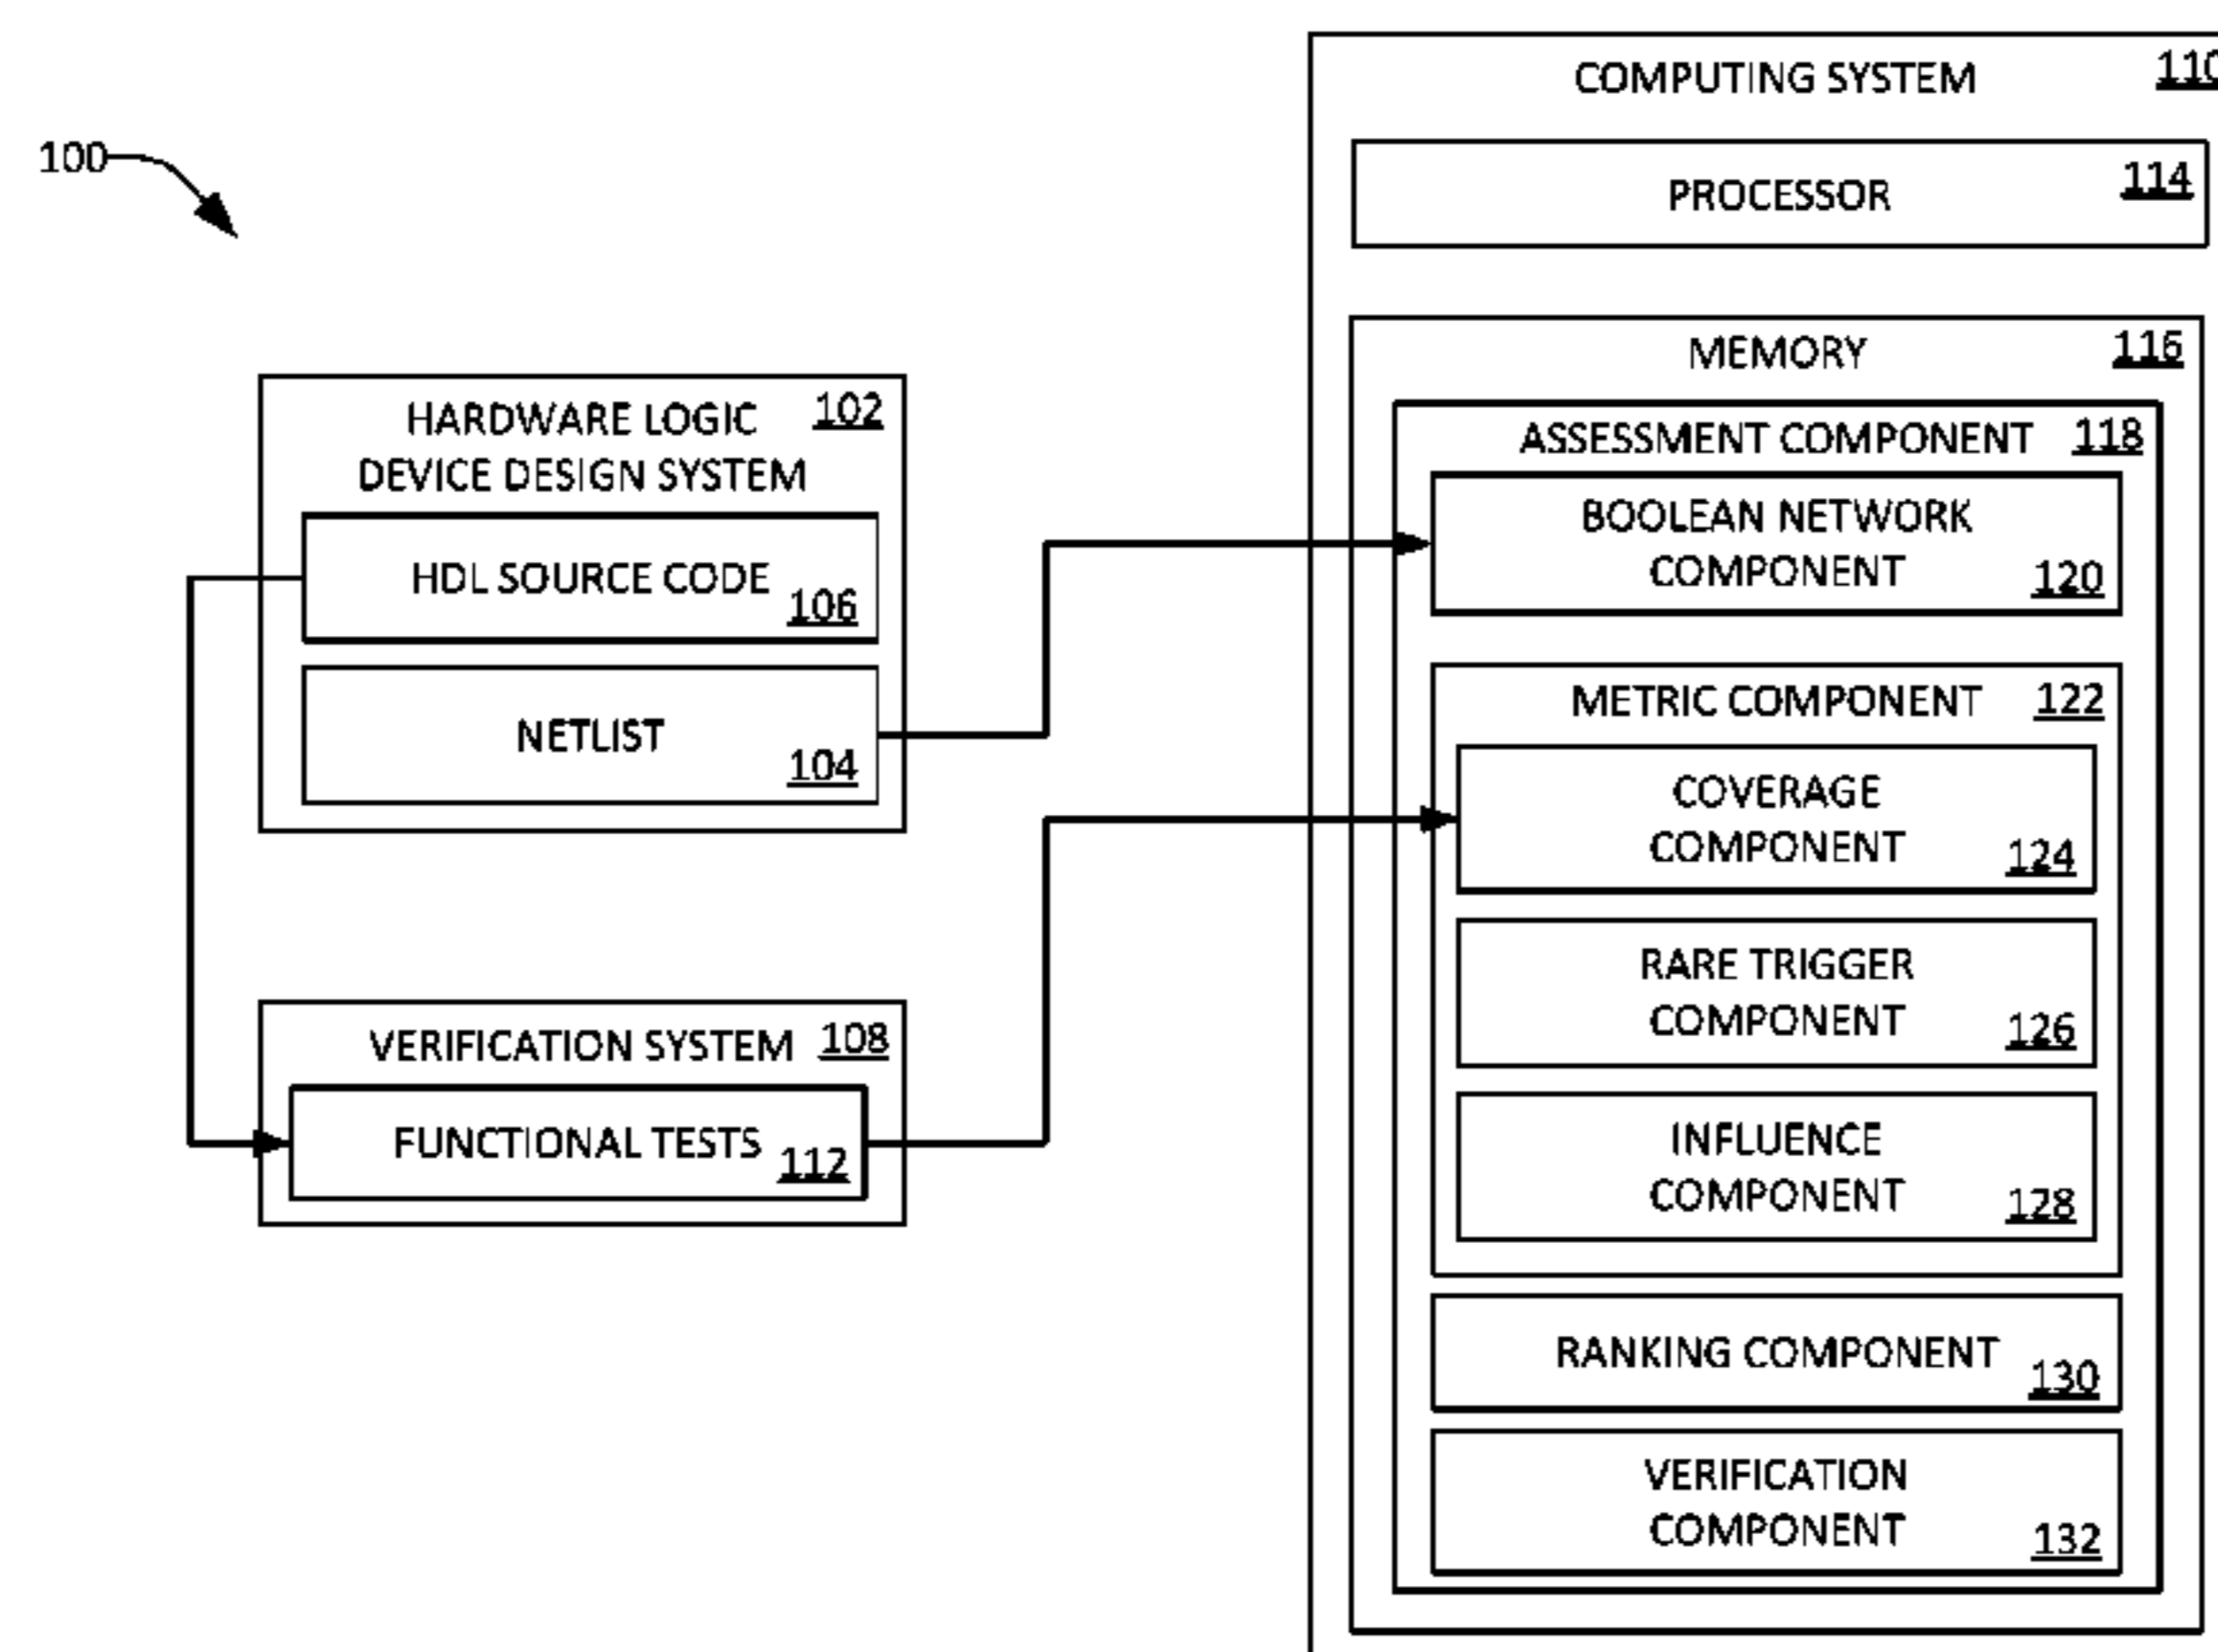 100
HARDWARE LOGIC 102
DEVICE DESIGN SYSTEM
HDL SOURCE CODE
106
NETLIST
104
VERIFICATION SYSTEM 108
FUNCTIONAL TESTS
112
COMPUTING SYSTEM 110
PROCESSOR 114
MEMORY 116
ASSESSMENT COMPONENT 118
BOOLEAN NETWORK
COMPONENT 120
METRIC COMPONENT 122
COVERAGE
COMPONENT 124
RARE TRIGGER
COMPONENT 126
INFLUENCE
COMPONENT 128
RANKING COMPONENT 130
VERIFICATION
COMPONENT 132